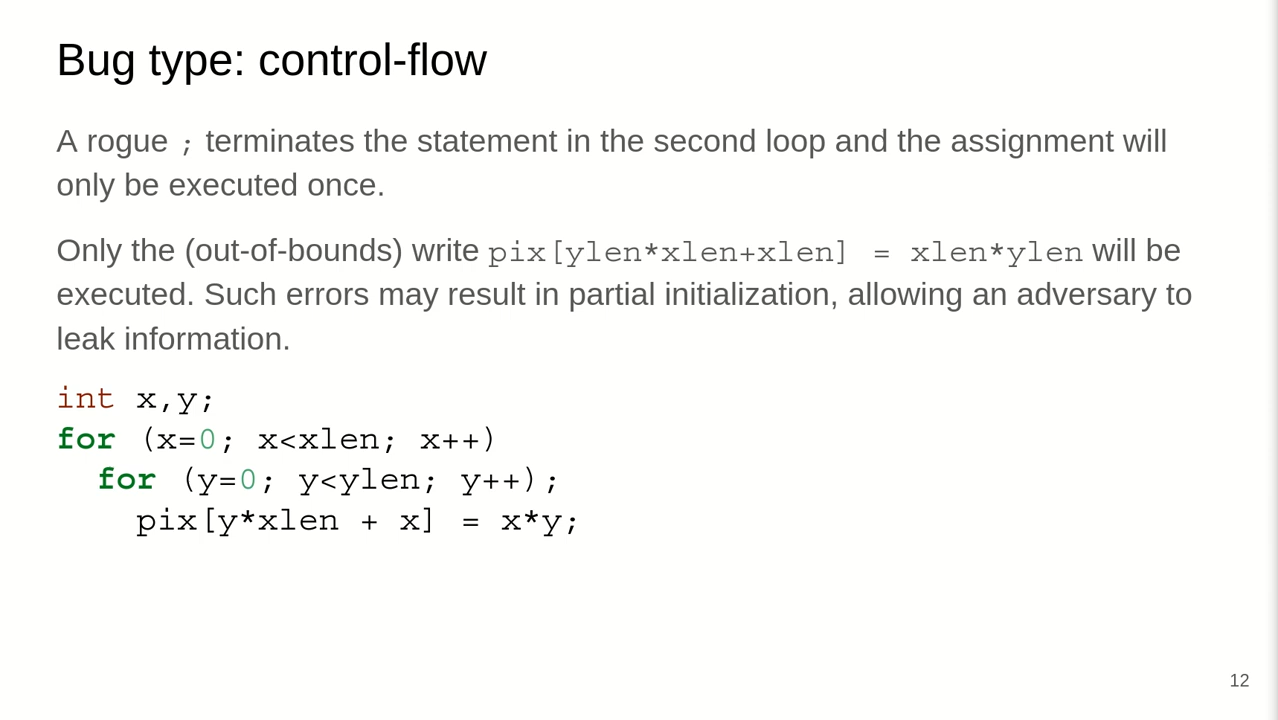 Bug type: control-flow
A rogue ; terminates the statement in the second loop and the assignment will
only be executed once.
Only the (out-of-bounds) write pix[ylen*xlen+xlen] = xlen*ylen will be
executed. Such errors may result in partial initialization, allowing an adversary to
leak information.
int x,y;
for (x=0; x<xlen; x++)
  for (y=0; y<ylen; y++);
    pix[y*xlen + x] = x*y;
12